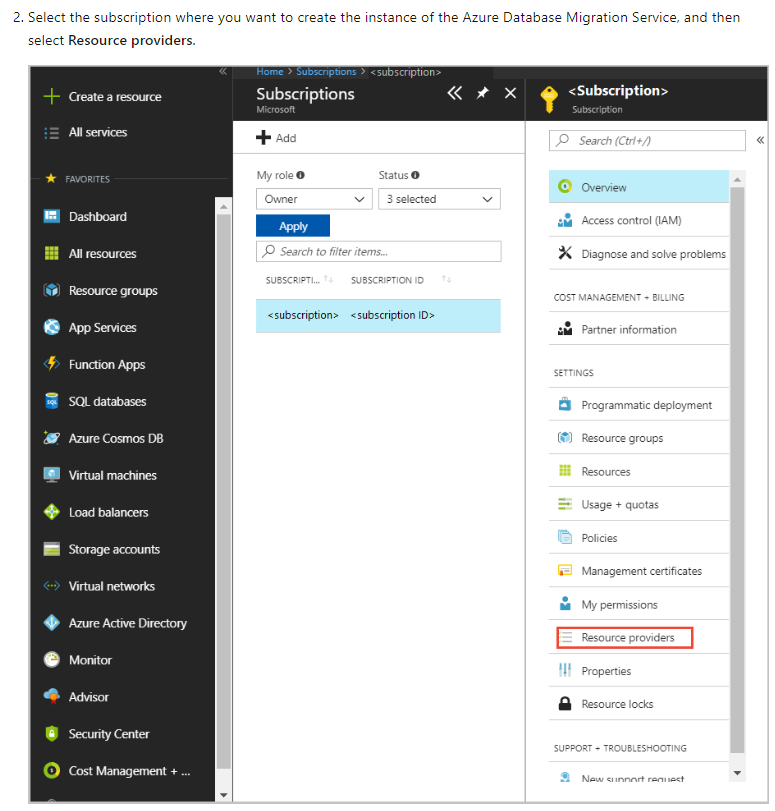 2. Select the subscription where you want to create the instance of the Azure Database Migration Service, and then
select Resource providers.
Create a resource
All services
FAVORITES
Dashboard
All resources
Resource groups
App Services
Function Apps
SQL databases
Azure Cosmos DB
Virtual machines
Load balancers
Storage accounts
Virtual networks
Azure Active Directory
Monitor
Advisor
Security Center
Cost Management + ...
Home > Subscriptions > <subscription>
Subscriptions
Microsoft
Add
My role Status
Owner 3 selected
Apply
Search to filter items...
SUBSCRIPTI... SUBSCRIPTION ID
<subscription> <subscription ID>
<Subscription>
Subscription
Search (Ctrl+/)
Overview
Access control (IAM)
Diagnose and solve problems
COST MANAGEMENT + BILLING
Partner information
SETTINGS
Programmatic deployment
Resource groups
Resources
Usage + quotas
Policies
Management certificates
My permissions
Resource providers
Properties
Resource locks
SUPPORT + TROUBLESHOOTING
New support request